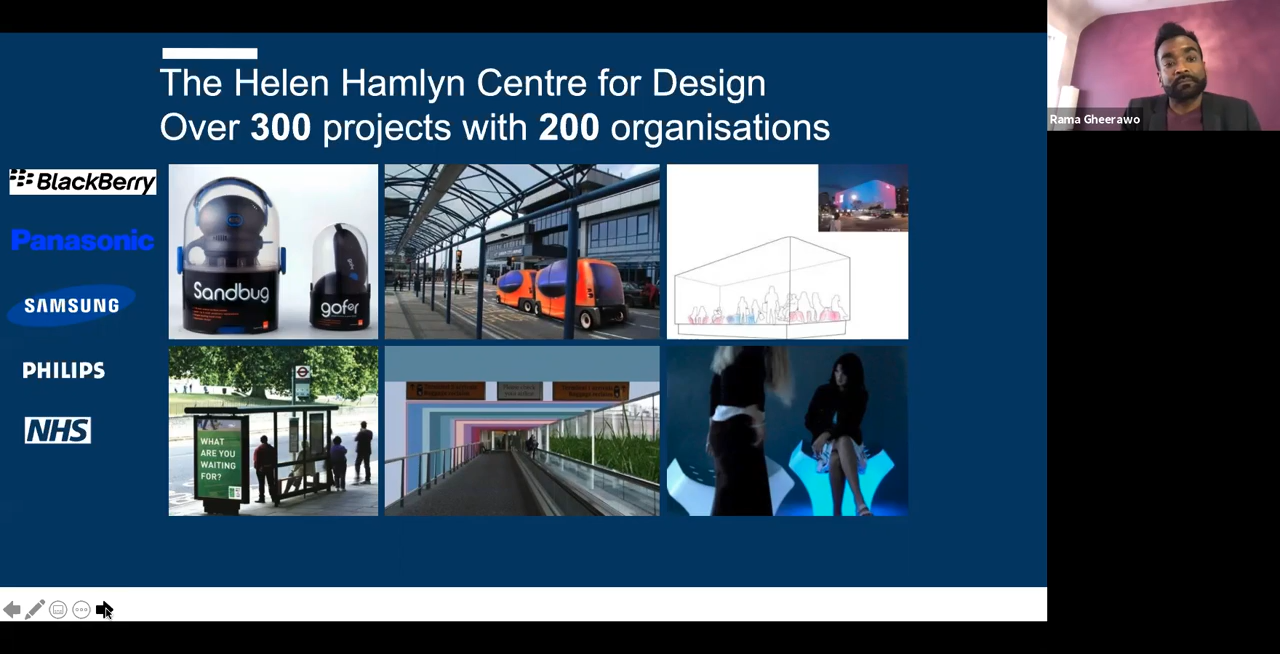 The Helen Hamlyn Centre for Design
Over 300 projects with 200 organisations
Rama Gheerawo
BlackBerry
Panasonic
SAMSUNG
PHILIPS
NHS
Sandbug
gofer
WHAT
ARE YOU
WAITING
FOR?